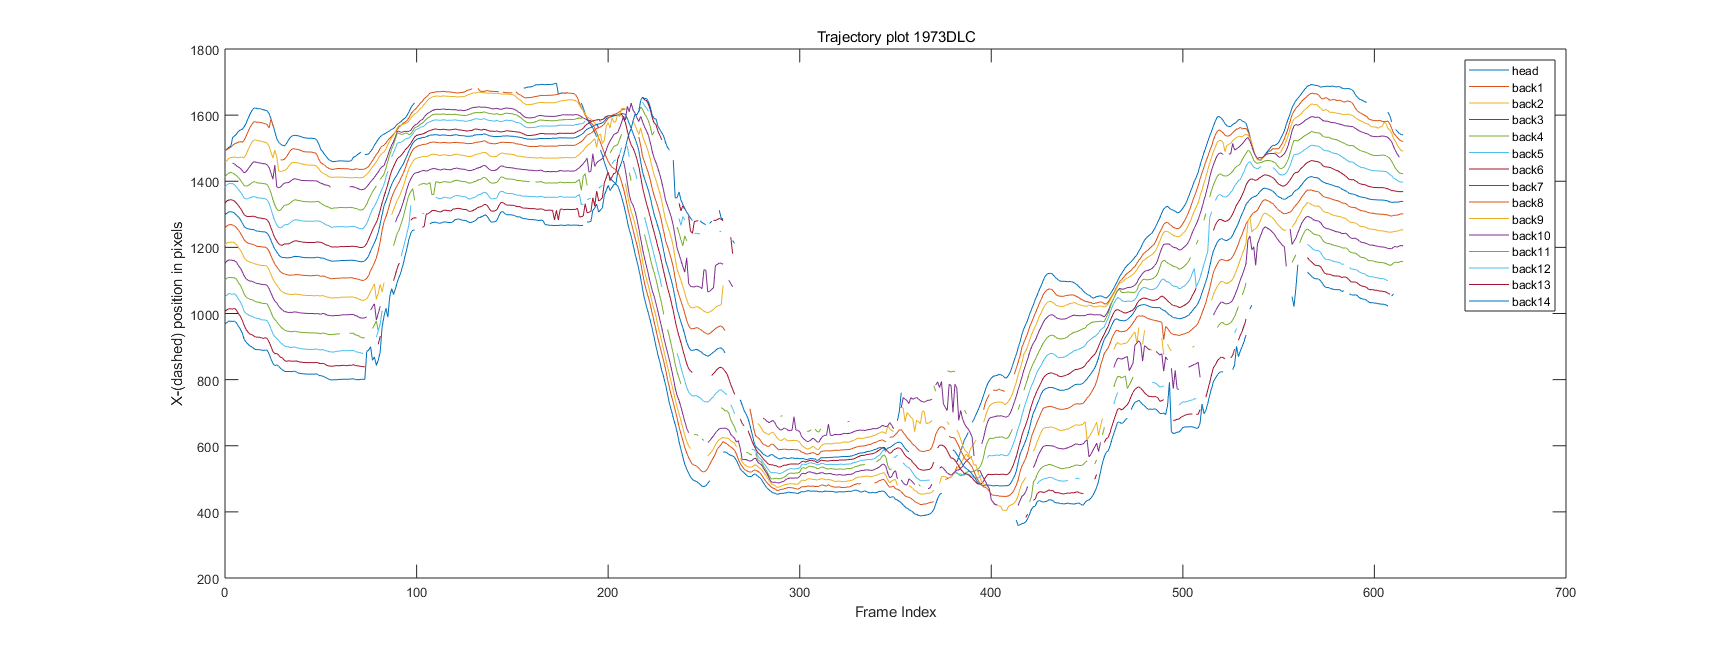 Trajectory plot 1973DLC
1800
1600
1400
1200
1000
800
600
400
200
X-(dashed) position in pixels
0
100
200
300
400
500
600
700
Frame Index
head
back1
back2
back3
back4
back5
back6
back7
back8
back9
back10
back11
back12
back13
back14